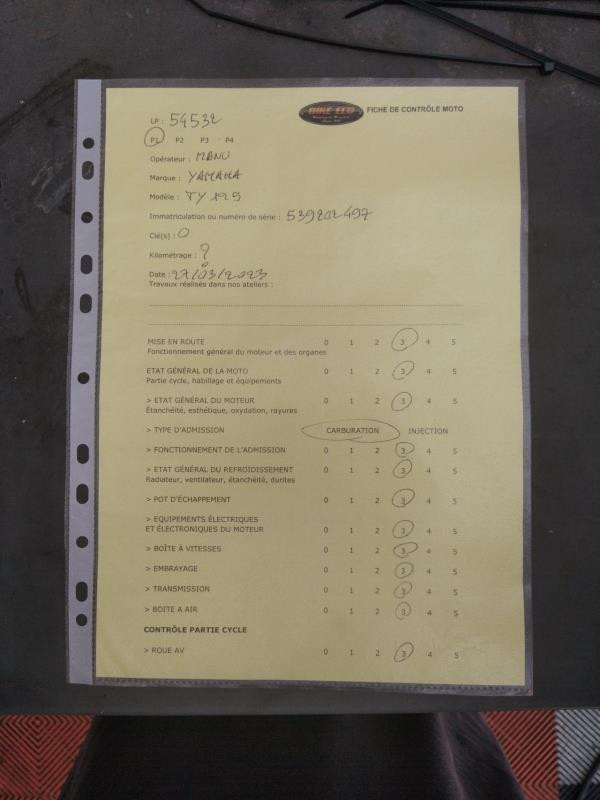 BIKE ECO
FICHE DE CONTRÔLE MOTO
LP : 54532
P1 P2 P3 P4
Opérateur : MANU
Marque : YAMAHA
Modèle : TY 125
Immatriculation ou numéro de série : 539202497
Clé(s) : 0
Kilométrage : ?
Date : 27/03/2023
Travaux réalisés dans nos ateliers :
MISE EN ROUTE 0 1 2 3 4 5
Fonctionnement général du moteur et des organes
ETAT GÉNÉRAL DE LA MOTO 0 1 2 3 4 5
Partie cycle, habillage et équipements
> ETAT GÉNÉRAL DU MOTEUR 0 1 2 3 4 5
Étanchéité, esthétique, oxydation, rayures
> TYPE D'ADMISSION CARBURATION INJECTION
> FONCTIONNEMENT DE L'ADMISSION 0 1 2 3 4 5
> ETAT GÉNÉRAL DU REFROIDISSEMENT 0 1 2 3 4 5
Radiateur, ventilateur, étanchéité, durites
> POT D'ÉCHAPPEMENT 0 1 2 3 4 5
> EQUIPEMENTS ÉLECTRIQUES
ET ÉLECTRONIQUES DU MOTEUR 0 1 2 3 4 5
> BOÎTE À VITESSES 0 1 2 3 4 5
> EMBRAYAGE 0 1 2 3 4 5
> TRANSMISSION 0 1 2 3 4 5
> BOITE A AIR 0 1 2 3 4 5
CONTRÔLE PARTIE CYCLE
> ROUE AV 0 1 2 3 4 5